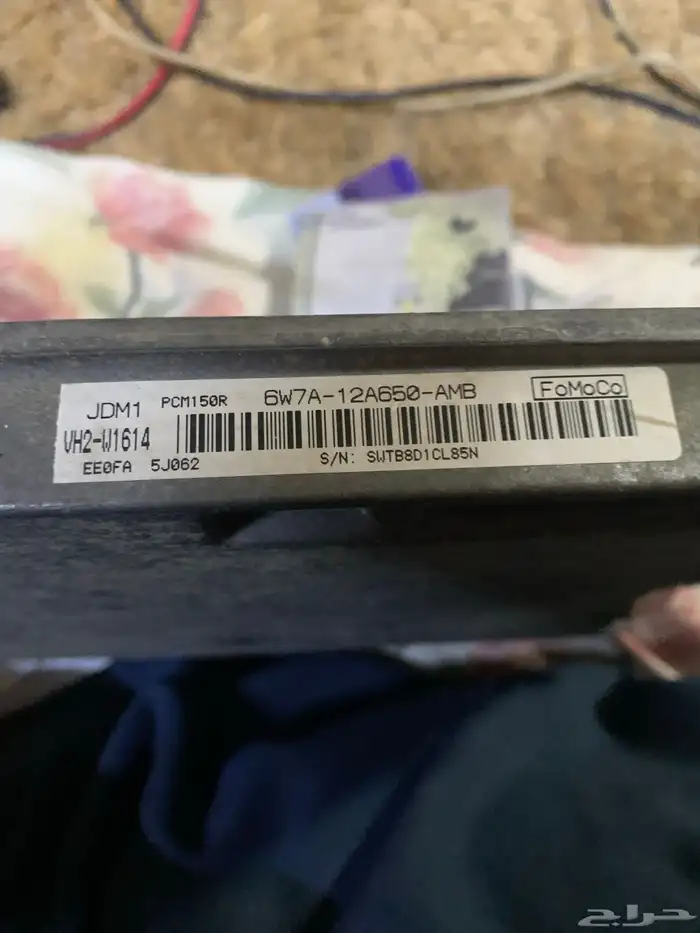 JDM1 PCM150R 6W7A-12A650-AMB FoMoCo
VH2-W1614
EE0FA 5J062 S/N: SWTB8D1CL85N
حراج